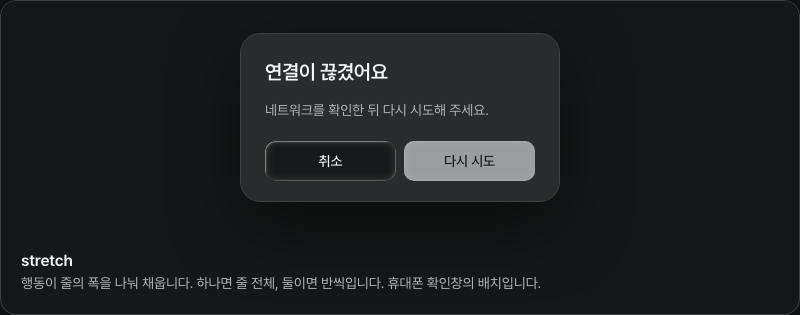 연결이 끊겼어요
네트워크를 확인한 뒤 다시 시도해 주세요.
취소
다시 시도
stretch
행동이 줄의 폭을 나눠 채웁니다. 하나면 줄 전체, 둘이면 반씩입니다. 휴대폰 확인창의 배치입니다.